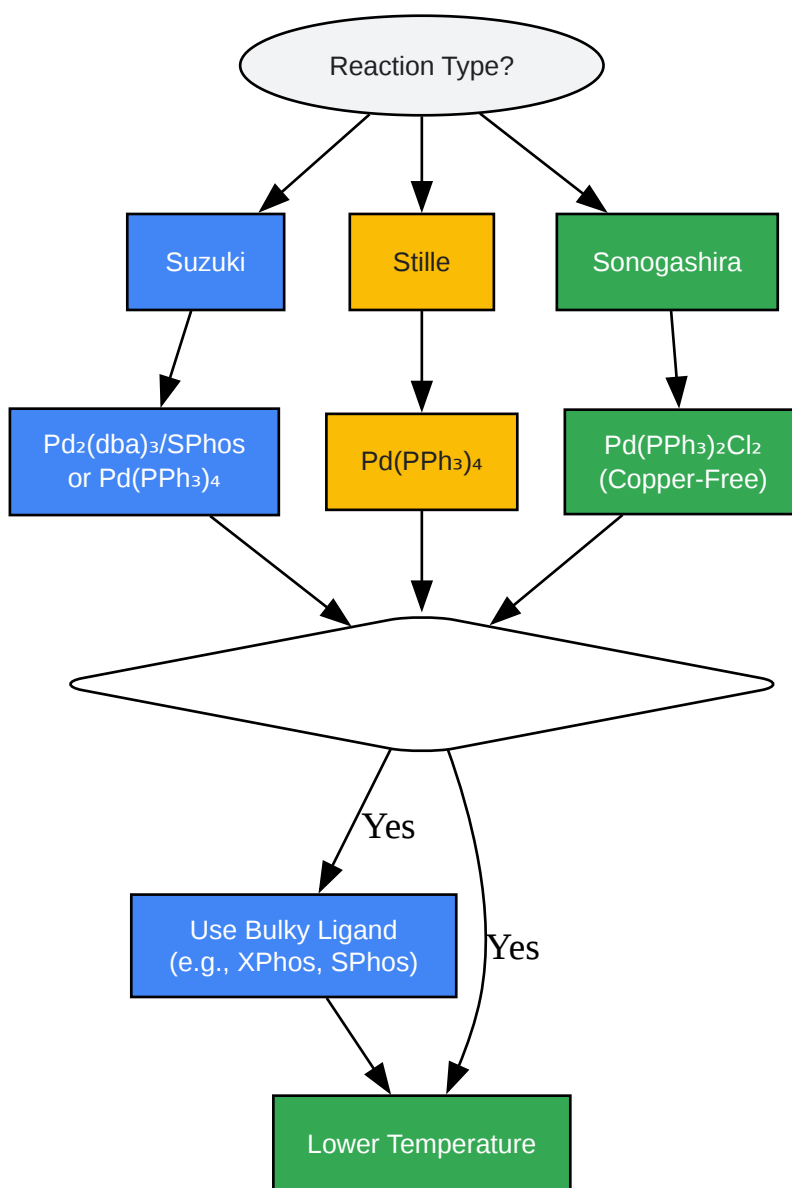 Reaction Type?
Suzuki
Stille
Sonogashira
Pd₂(dba)₃/SPhos
or Pd(PPh₃)₄
Pd(PPh₃)₄
Pd(PPh₃)₂Cl₂
(Copper-Free)
Yes
Use Bulky Ligand
(e.g., XPhos, SPhos)
Yes
Lower Temperature